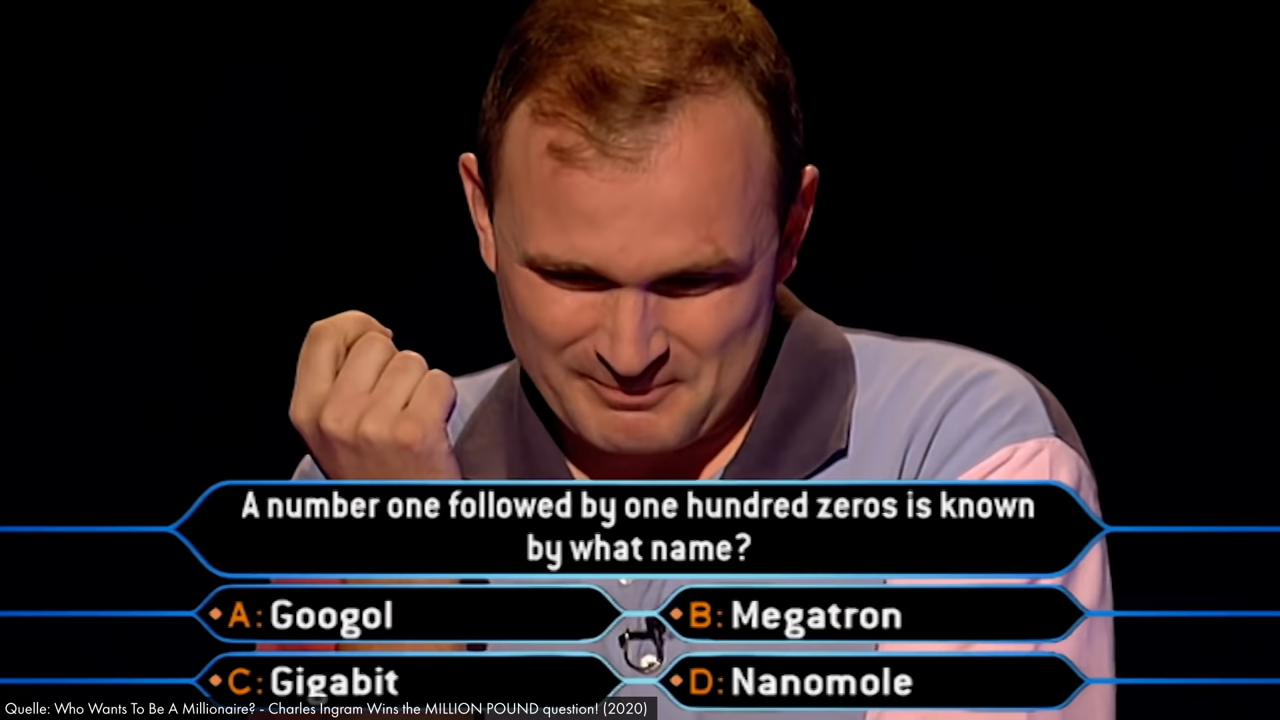 A number one followed by one hundred zeros is known
by what name?
A: Googol
B: Megatron
C: Gigabit
D: Nanomole
Quelle: Who Wants To Be A Millionaire? - Charles Ingram Wins the MILLION POUND question! (2020)